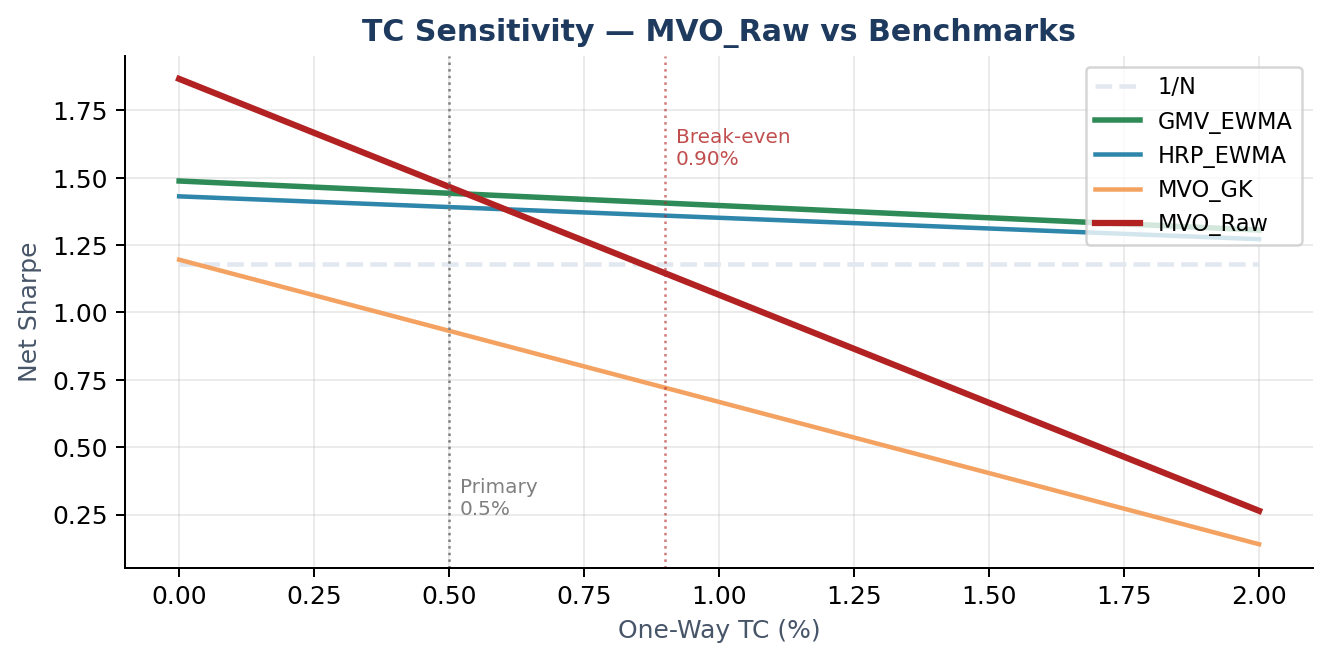 TC Sensitivity — MVO_Raw vs Benchmarks
1/N
GMV_EWMA
HRP_EWMA
MVO_GK
MVO_Raw
Break-even
0.90%
Primary
0.5%
Net Sharpe
1.75
1.50
1.25
1.00
0.75
0.50
0.25
0.00 0.25 0.50 0.75 1.00 1.25 1.50 1.75 2.00
One-Way TC (%)